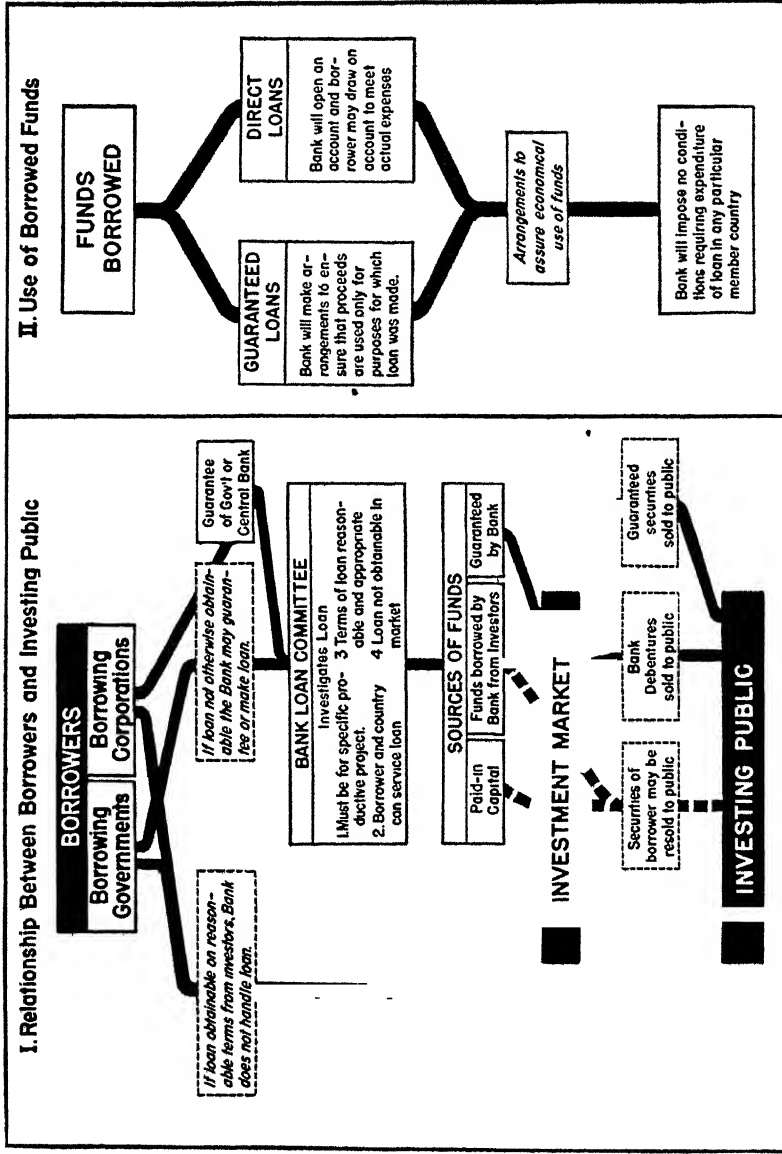 I. Relationship Between Borrowers and Investing Public
BORROWERS
Borrowing
Governments
Borrowing
Corporations
If loan obtainable on reason-
able terms from investors, Bank
does not handle loan.
If loan not otherwise obtain-
able the Bank may guaran-
fee or make loan.
Guarantee
of Gov't or
Central Bank
BANK LOAN COMMITTEE
Investigates Loan
1.Must be for specific pro-
ductive project.
2. Borrower and country
can service loan
3 Terms of loan reason-
able and appropriate
4 Loan not obtainable in
market
SOURCES OF FUNDS
Paid-in
Capital
Funds borrowed by
Bank from Investors
Guaranteed
by Bank
INVESTMENT MARKET
Securities of
borrower may be
resold to public
Bank
Debentures
sold to public
Guaranteed
securities
sold to public
INVESTING PUBLIC
II. Use of Borrowed Funds
FUNDS
BORROWED
GUARANTEED
LOANS
Bank will make ar-
rangements to en-
sure that proceeds
are used only for
purposes for which
loan was made.
DIRECT
LOANS
Bank will open an
account and bor-
rower may draw on
account to meet
actual expenses
Arrangements to
assure economical
use of funds
Bank will impose no condi-
tions requiring expenditure
of loan in any particular
member country